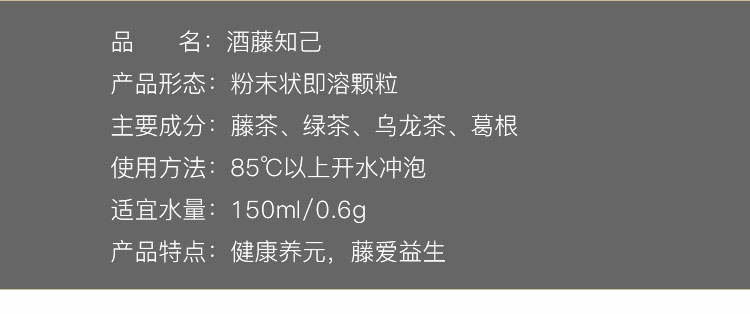 品 名：酒藤知己
产品形态：粉末状即溶颗粒
主要成分：藤茶、绿茶、乌龙茶、葛根
使用方法：85℃以上开水冲泡
适宜水量：150ml/0.6g
产品特点：健康养元，藤爱益生